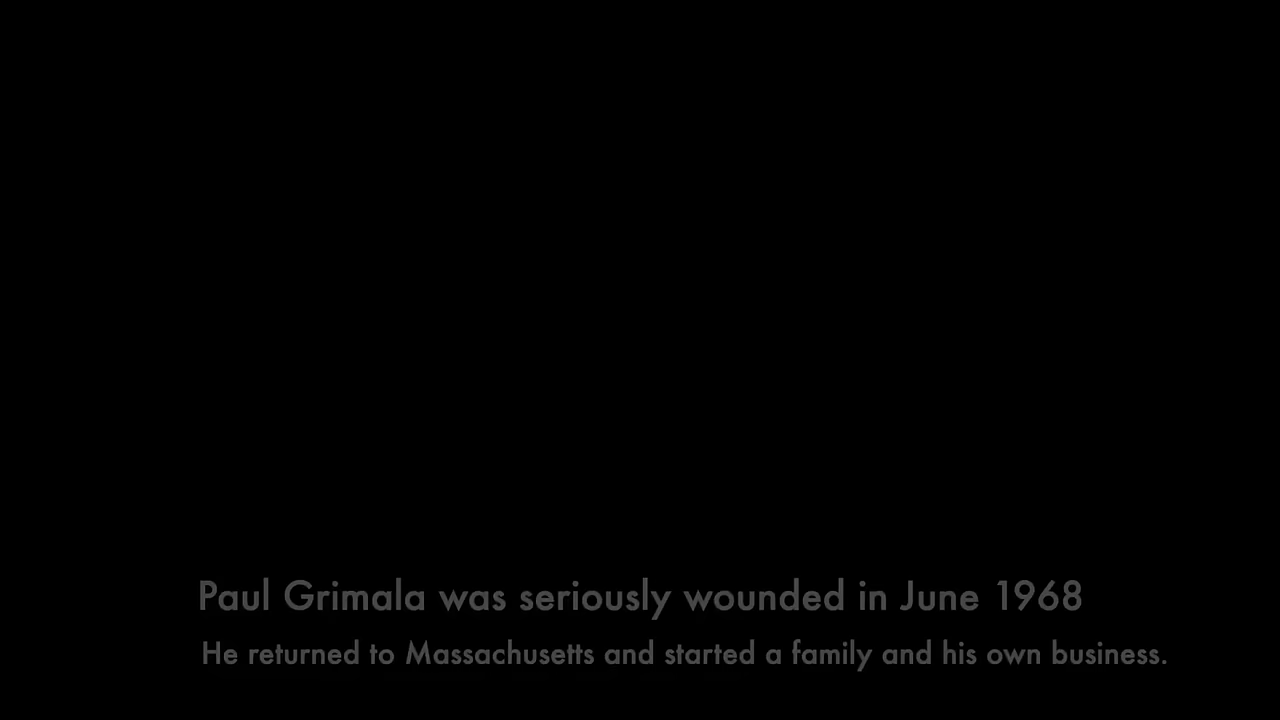 Paul Grimala was seriously wounded in June 1968
He returned to Massachusetts and started a family and his own business.